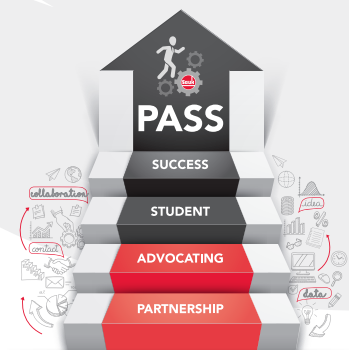 PASS
SUCCESS
STUDENT
ADVOCATING
PARTNERSHIP
collaboration
contact
idea
data